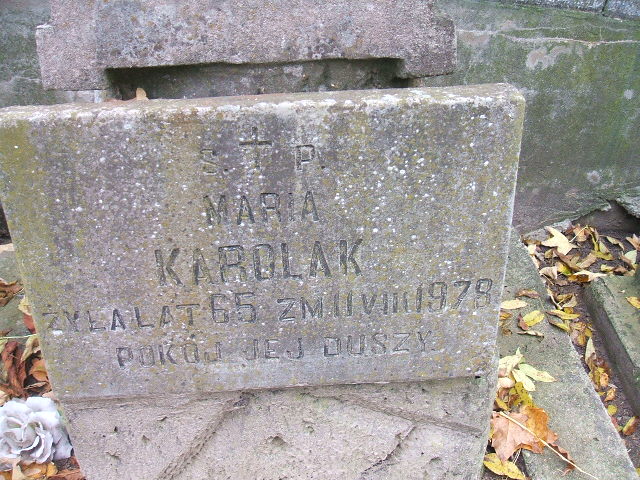 Ś. † P.
MARIA
KAROLAK
ŻYŁA LAT 65 ZM 11 VIII 1978
POKÓJ JEJ DUSZY